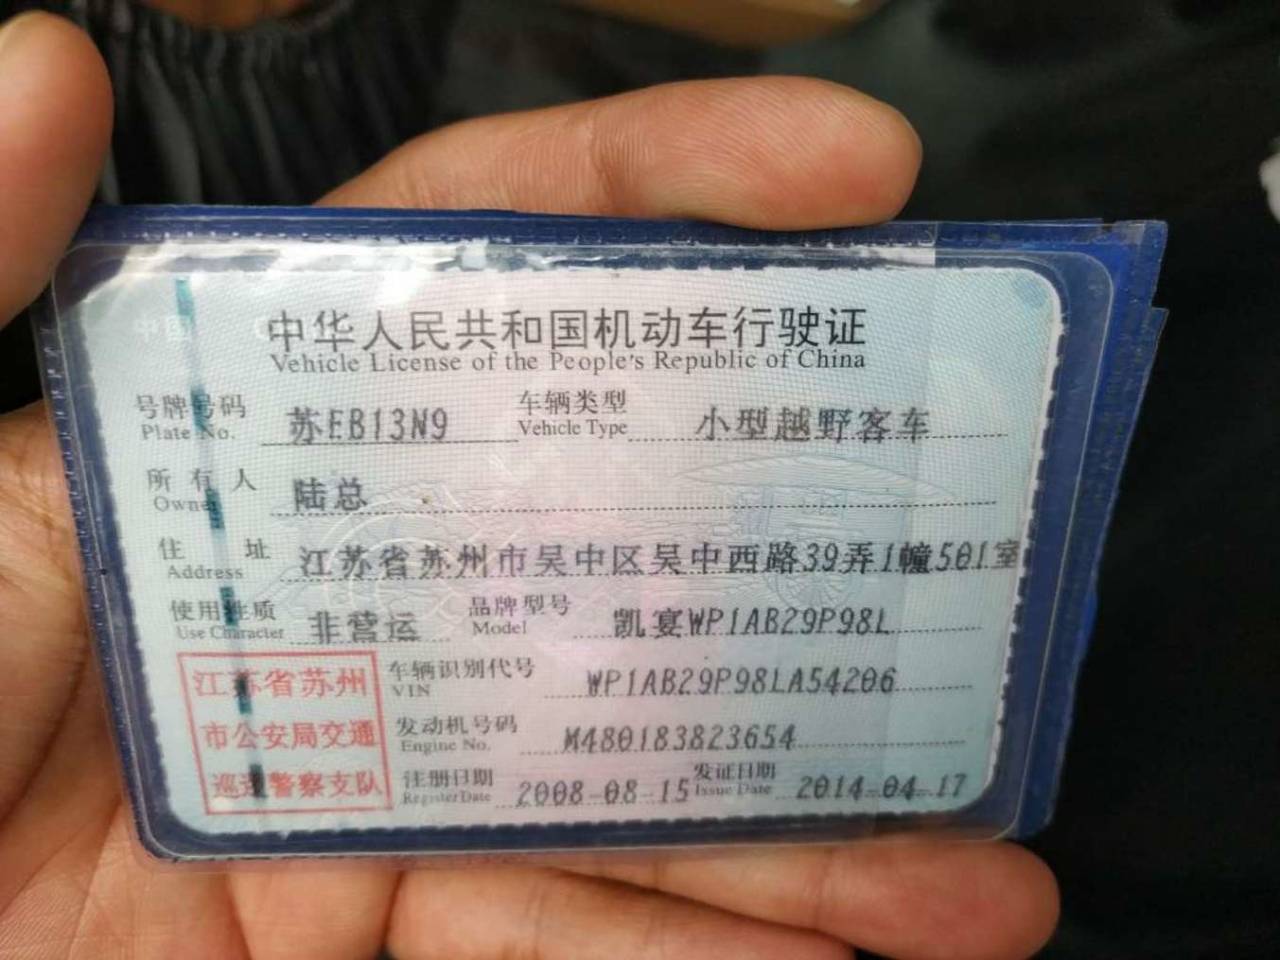 中华人民共和国机动车行驶证
Vehicle License of the People's Republic of China
号牌号码 苏EB13N9 车辆类型 小型越野客车
Plate No. Vehicle Type
所有人 陆总
Owner
住址 江苏省苏州市吴中区吴中西路39弄1幢501室
Address
使用性质 非营运 品牌型号 凯宴WP1AB29P98L
Use Character Model
江苏省苏州
市公安局交通
巡逻警察支队
车辆识别代号 WP1AB29P98LA54206
VIN
发动机号码 M480183823654
Engine No.
注册日期 2008-08-15 发证日期 2014-04-17
Register Date Issue Date